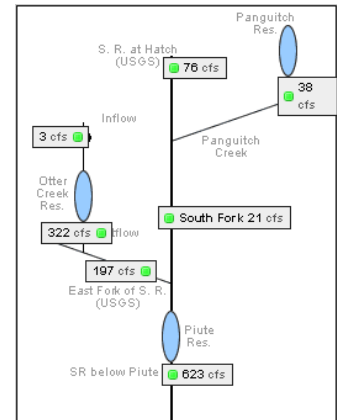 Panguitch
Res.
S. R. at Hatch
(USGS)
76 cfs
38
cfs
Inflow
3 cfs
Panguitch
Creek
Otter
Creek
Res.
South Fork 21 cfs
322 cfs
tflow
197 cfs
East Fork of S. R.
(USGS)
Piute
Res.
SR below Piute
623 cfs